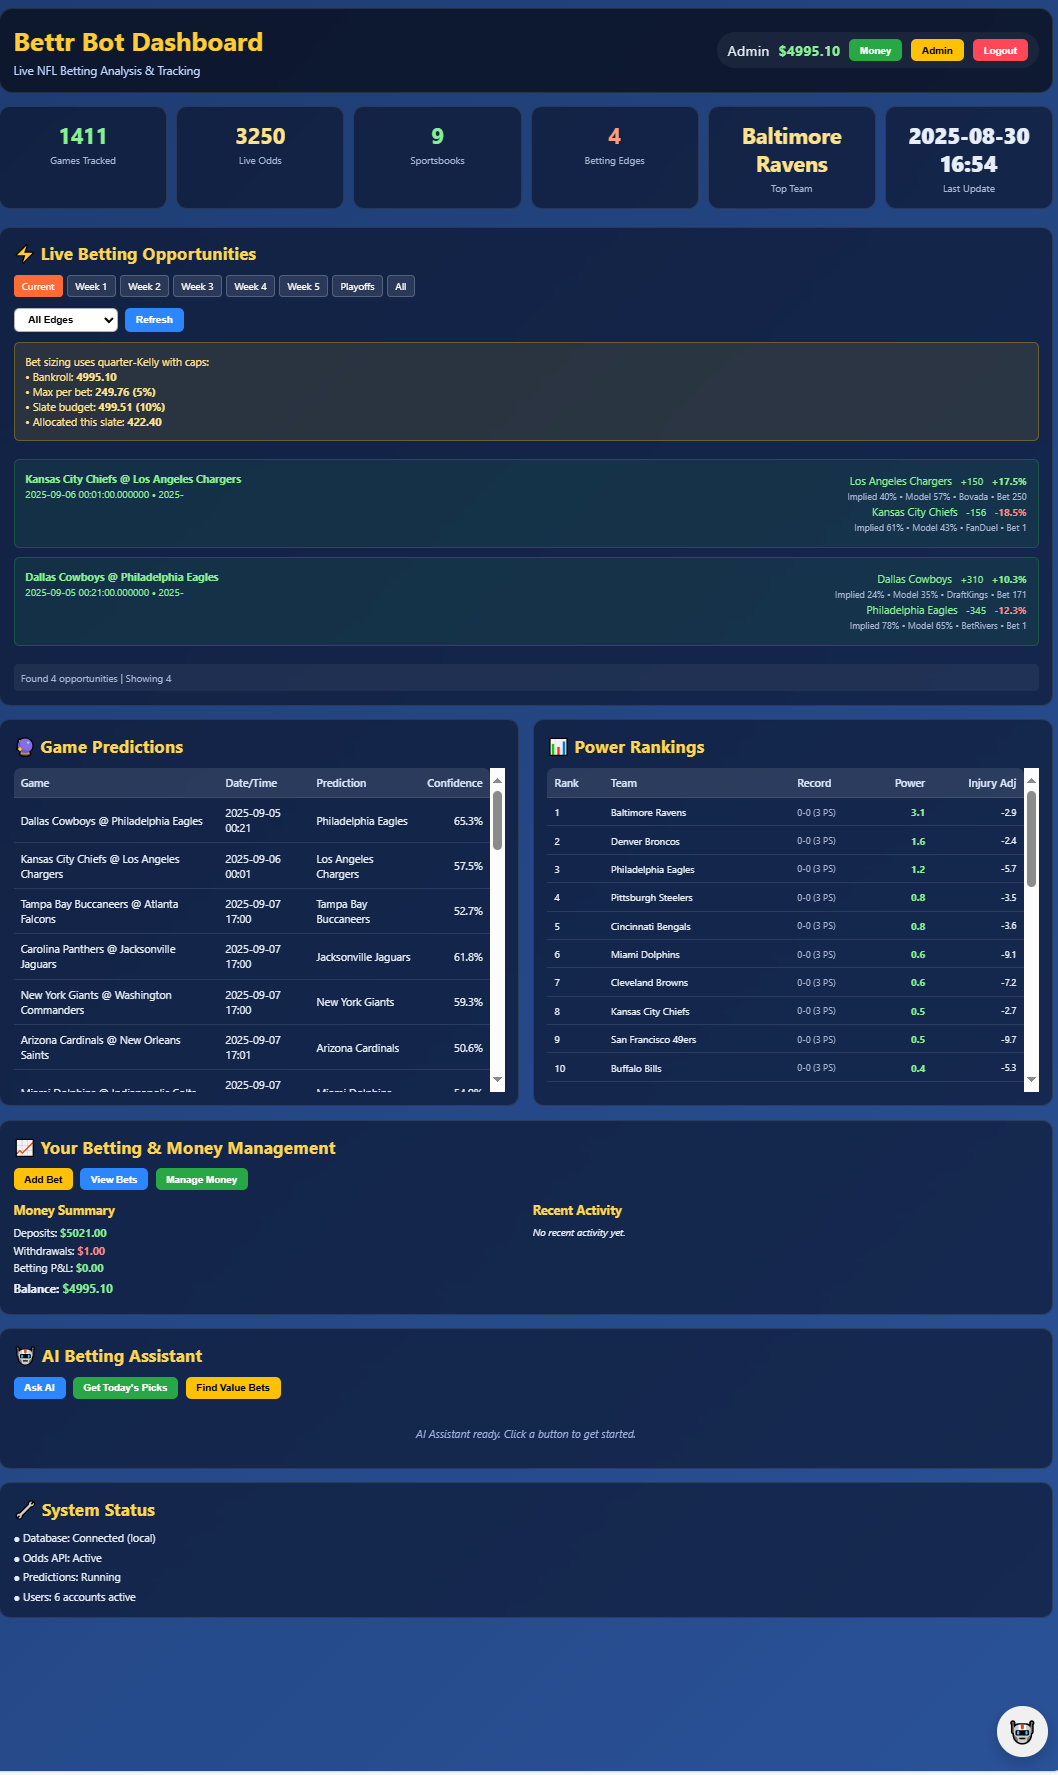 Bettr Bot Dashboard
Live NFL Betting Analysis & Tracking
Admin $4995.10 Money Admin Logout
1411
Games Tracked
3250
Live Odds
9
Sportsbooks
4
Betting Edges
Baltimore
Ravens
Top Team
2025-08-30
16:54
Last Update
Live Betting Opportunities
Current Week 1 Week 2 Week 3 Week 4 Week 5 Playoffs All
All Edges Refresh
Bet sizing uses quarter-Kelly with caps:
• Bankroll: 4995.10
• Max per bet: 249.76 (5%)
• Slate budget: 499.51 (10%)
• Allocated this slate: 422.40
Kansas City Chiefs @ Los Angeles Chargers
2025-09-06 00:01:00.000000 • 2025-
Los Angeles Chargers +150 +17.5%
Implied 40% • Model 57% • Bovada • Bet 250
Kansas City Chiefs -156 -18.5%
Implied 61% • Model 43% • FanDuel • Bet 1
Dallas Cowboys @ Philadelphia Eagles
2025-09-05 00:21:00.000000 • 2025-
Dallas Cowboys +310 +10.3%
Implied 24% • Model 35% • DraftKings • Bet 171
Philadelphia Eagles -345 -12.3%
Implied 78% • Model 65% • BetRivers • Bet 1
Found 4 opportunities | Showing 4
Game Predictions
Game Date/Time Prediction Confidence
Dallas Cowboys @ Philadelphia Eagles 2025-09-05 00:21 Philadelphia Eagles 65.3%
Kansas City Chiefs @ Los Angeles Chargers 2025-09-06 00:01 Los Angeles Chargers 57.5%
Tampa Bay Buccaneers @ Atlanta Falcons 2025-09-07 17:00 Tampa Bay Buccaneers 52.7%
Carolina Panthers @ Jacksonville Jaguars 2025-09-07 17:00 Jacksonville Jaguars 61.8%
New York Giants @ Washington Commanders 2025-09-07 17:00 New York Giants 59.3%
Arizona Cardinals @ New Orleans Saints 2025-09-07 17:01 Arizona Cardinals 50.6%
Miami Dolphins @ Indianapolis Colts 2025-09-07 Miami Dolphins
Power Rankings
Rank Team Record Power Injury Adj
1 Baltimore Ravens 0-0 (3 PS) 3.1 -2.9
2 Denver Broncos 0-0 (3 PS) 1.6 -2.4
3 Philadelphia Eagles 0-0 (3 PS) 1.2 -5.7
4 Pittsburgh Steelers 0-0 (3 PS) 0.8 -3.5
5 Cincinnati Bengals 0-0 (3 PS) 0.8 -3.6
6 Miami Dolphins 0-0 (3 PS) 0.6 -9.1
7 Cleveland Browns 0-0 (3 PS) 0.6 -7.2
8 Kansas City Chiefs 0-0 (3 PS) 0.5 -2.7
9 San Francisco 49ers 0-0 (3 PS) 0.5 -9.7
10 Buffalo Bills 0-0 (3 PS) 0.4 -5.3
Your Betting & Money Management
Add Bet View Bets Manage Money
Money Summary
Deposits: $5021.00
Withdrawals: $1.00
Betting P&L: $0.00
Balance: $4995.10
Recent Activity
No recent activity yet.
AI Betting Assistant
Ask AI Get Today's Picks Find Value Bets
AI Assistant ready. Click a button to get started.
System Status
● Database: Connected (local)
● Odds API: Active
● Predictions: Running
● Users: 6 accounts active